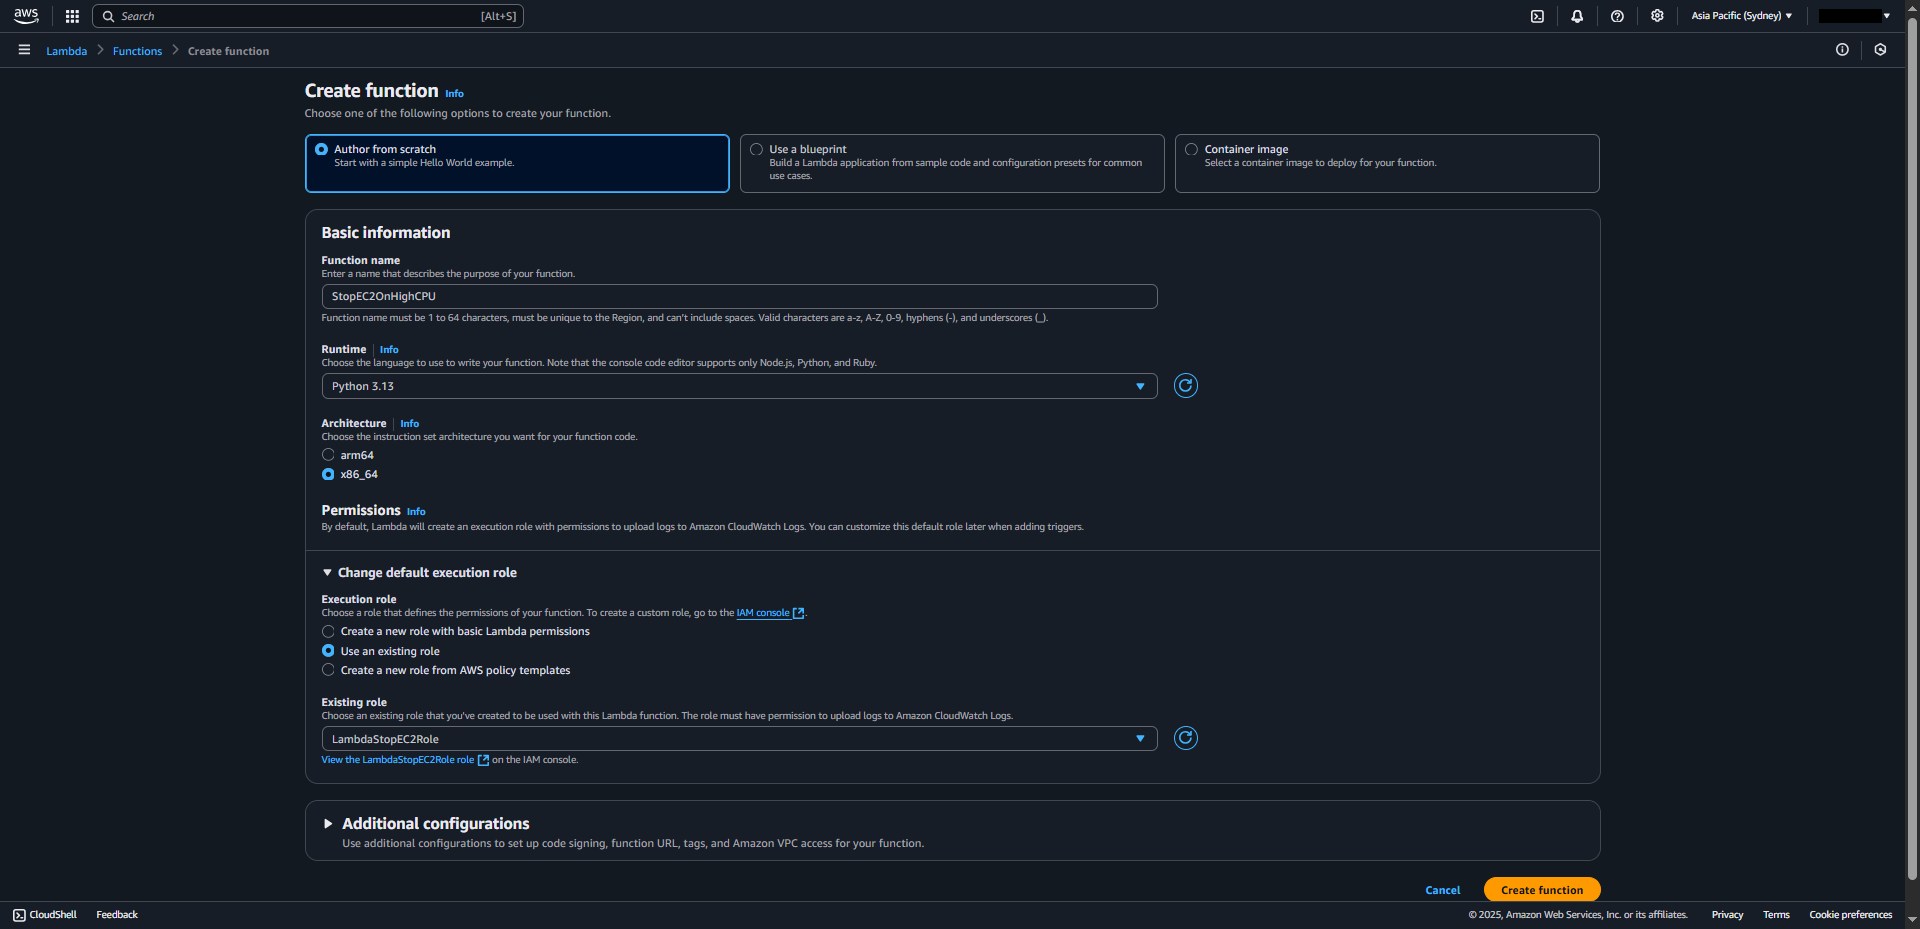 aws
Search [Alt+S]
Asia Pacific (Sydney)
Lambda Functions Create function
Create function Info
Choose one of the following options to create your function.
Author from scratch
Start with a simple Hello World example.
Use a blueprint
Build a Lambda application from sample code and configuration presets for common
use cases.
Container image
Select a container image to deploy for your function.
Basic information
Function name
Enter a name that describes the purpose of your function.
StopEC2OnHighCPU
Function name must be 1 to 64 characters, must be unique to the Region, and can't include spaces. Valid characters are a-z, A-Z, 0-9, hyphens (-), and underscores (_).
Runtime Info
Choose the language to use to write your function. Note that the console code editor supports only Node.js, Python, and Ruby.
Python 3.13
Architecture Info
Choose the instruction set architecture you want for your function code.
arm64
x86_64
Permissions Info
By default, Lambda will create an execution role with permissions to upload logs to Amazon CloudWatch Logs. You can customize this default role later when adding triggers.
Change default execution role
Execution role
Choose a role that defines the permissions of your function. To create a custom role, go to the IAM console.
Create a new role with basic Lambda permissions
Use an existing role
Create a new role from AWS policy templates
Existing role
Choose an existing role that you've created to be used with this Lambda function. The role must have permission to upload logs to Amazon CloudWatch Logs.
LambdaStopEC2Role
View the LambdaStopEC2Role role on the IAM console.
Additional configurations
Use additional configurations to set up code signing, function URL, tags, and Amazon VPC access for your function.
Cancel Create function
CloudShell Feedback
© 2025, Amazon Web Services, Inc. or its affiliates. Privacy Terms Cookie preferences